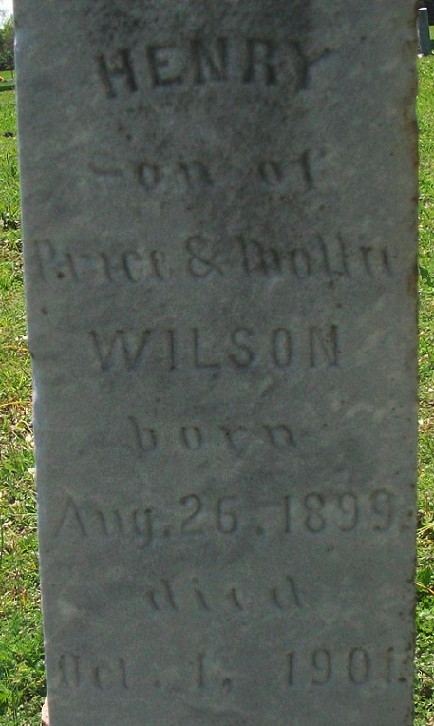 HENRY
Son of
Price & Mollie
WILSON
born
Aug. 26. 1899.
died
Oct. 1, 1901.